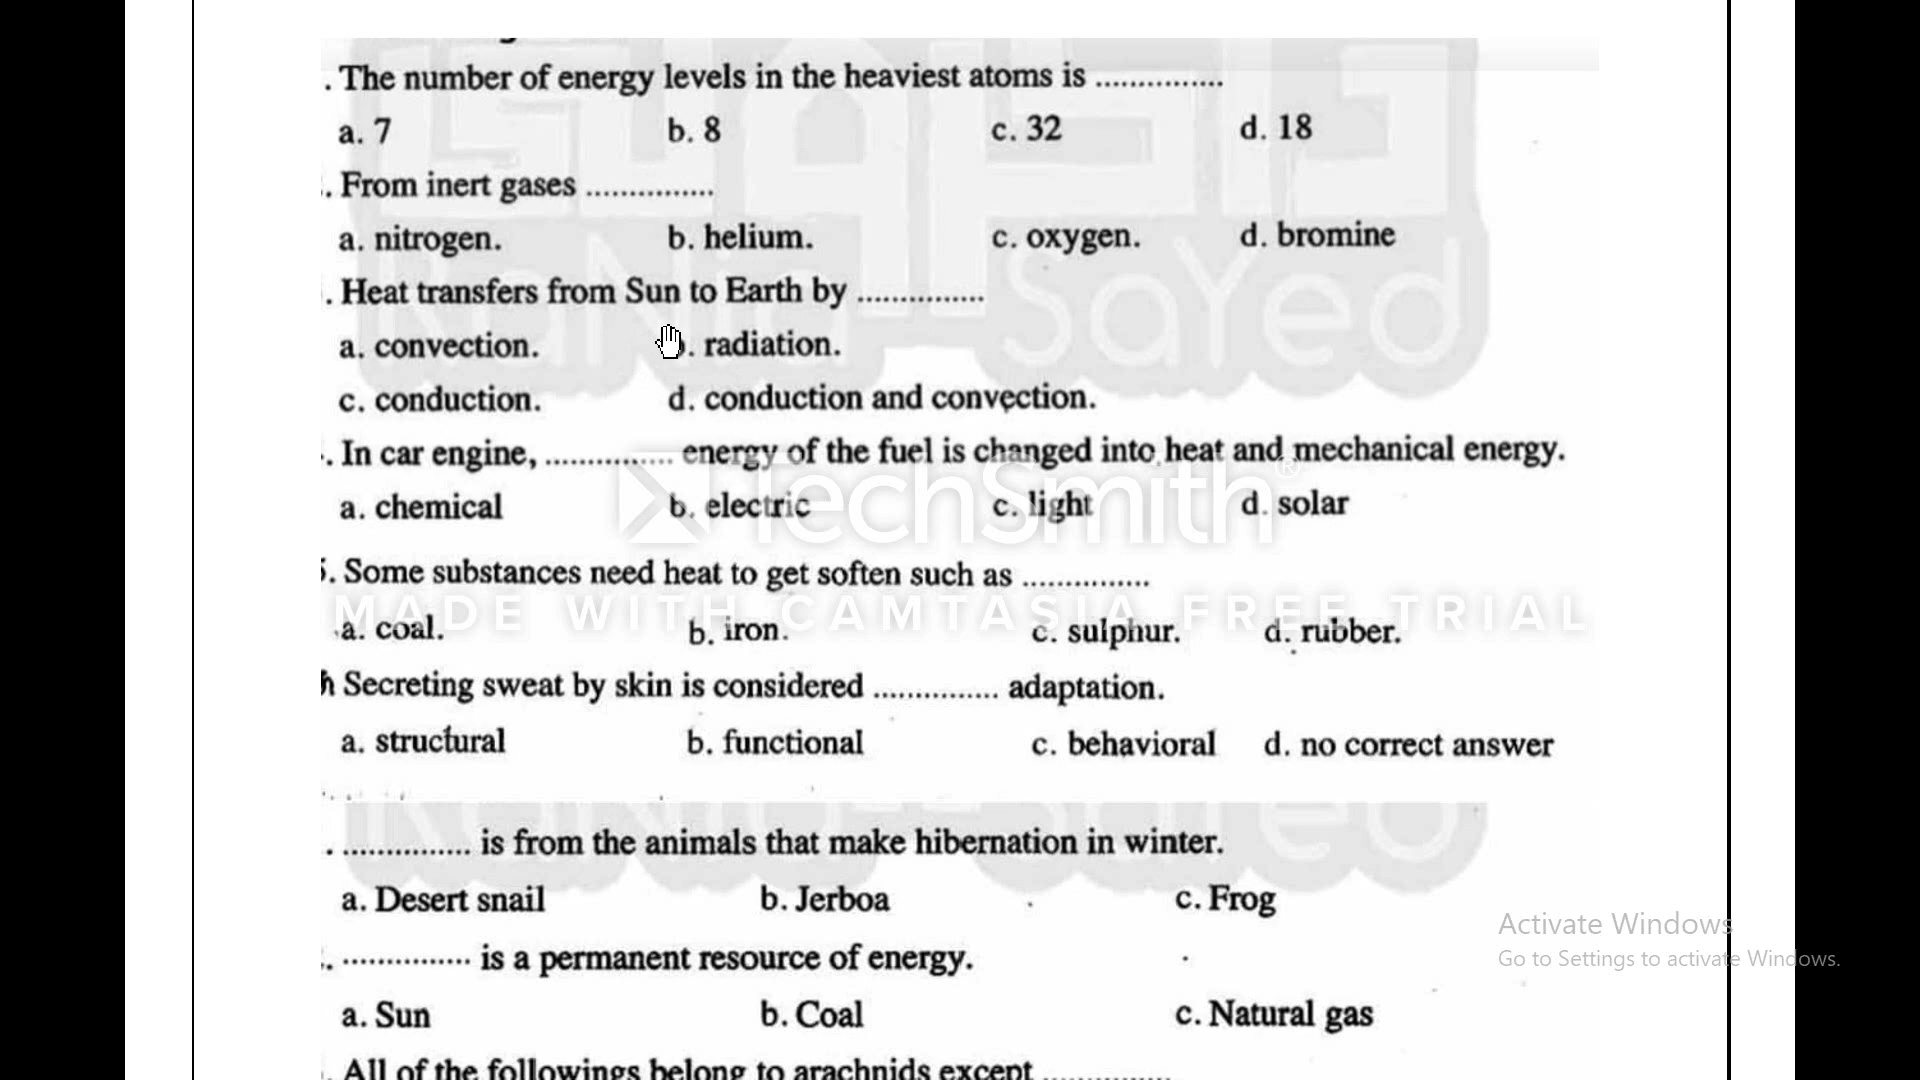 . The number of energy levels in the heaviest atoms is ...............
a. 7 b. 8 c. 32 d. 18
. From inert gases ...............
a. nitrogen. b. helium. c. oxygen. d. bromine
. Heat transfers from Sun to Earth by ...............
a. convection. b. radiation.
c. conduction. d. conduction and convection.
. In car engine, ............... energy of the fuel is changed into heat and mechanical energy.
a. chemical b. electric c. light d. solar
TechSmith®
5. Some substances need heat to get soften such as ...............
MADE WITH CAMTASIA FREE TRIAL
a. coal. b. iron. c. sulphur. d. rubber.
Secreting sweat by skin is considered ............... adaptation.
a. structural b. functional c. behavioral d. no correct answer
. ............... is from the animals that make hibernation in winter.
a. Desert snail b. Jerboa c. Frog
Activate Windows
. ............... is a permanent resource of energy.
Go to Settings to activate Windows.
a. Sun b. Coal c. Natural gas
. All of the followings belong to arachnids except ...............
SaYed